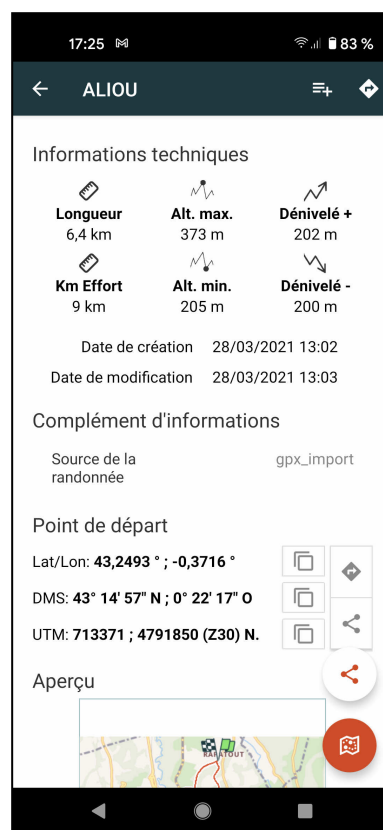 17:25 83 %
ALIOU
Informations techniques
Longueur Alt. max. Dénivelé +
6,4 km 373 m 202 m
Km Effort Alt. min. Dénivelé -
9 km 205 m 200 m
Date de création 28/03/2021 13:02
Date de modification 28/03/2021 13:03
Complément d'informations
Source de la gpx_import
randonnée
Point de départ
Lat/Lon: 43,2493 ° ; -0,3716 °
DMS: 43° 14' 57" N ; 0° 22' 17" O
UTM: 713371 ; 4791850 (Z30) N.
Aperçu